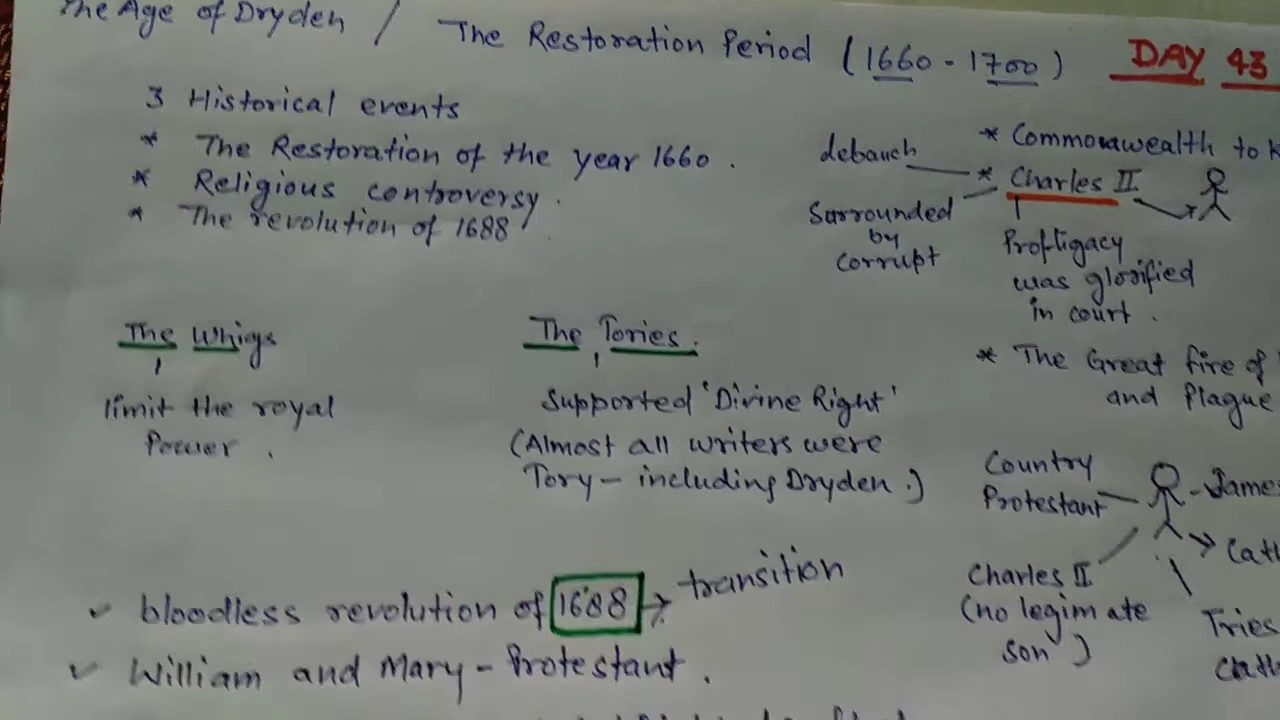 The Age of Dryden / The Restoration Period (1660 - 1700) DAY 43
3 Historical events
* The Restoration of the year 1660 .
* Religious controversy .
* The revolution of 1688
debauch
Surrounded
by
corrupt
* Commonwealth to
* Charles II
Profligacy
was glorified
in court .
* The Great fire of
and Plague
The Whigs
limit the royal
Power .
The Tories.
Supported 'Divine Right'
(Almost all writers were
Tory - including Dryden .)
Country
Protestant
Charles II
(no legimate
son )
Tries
bloodless revolution of 1688 → transition
William and Mary - Protestant .